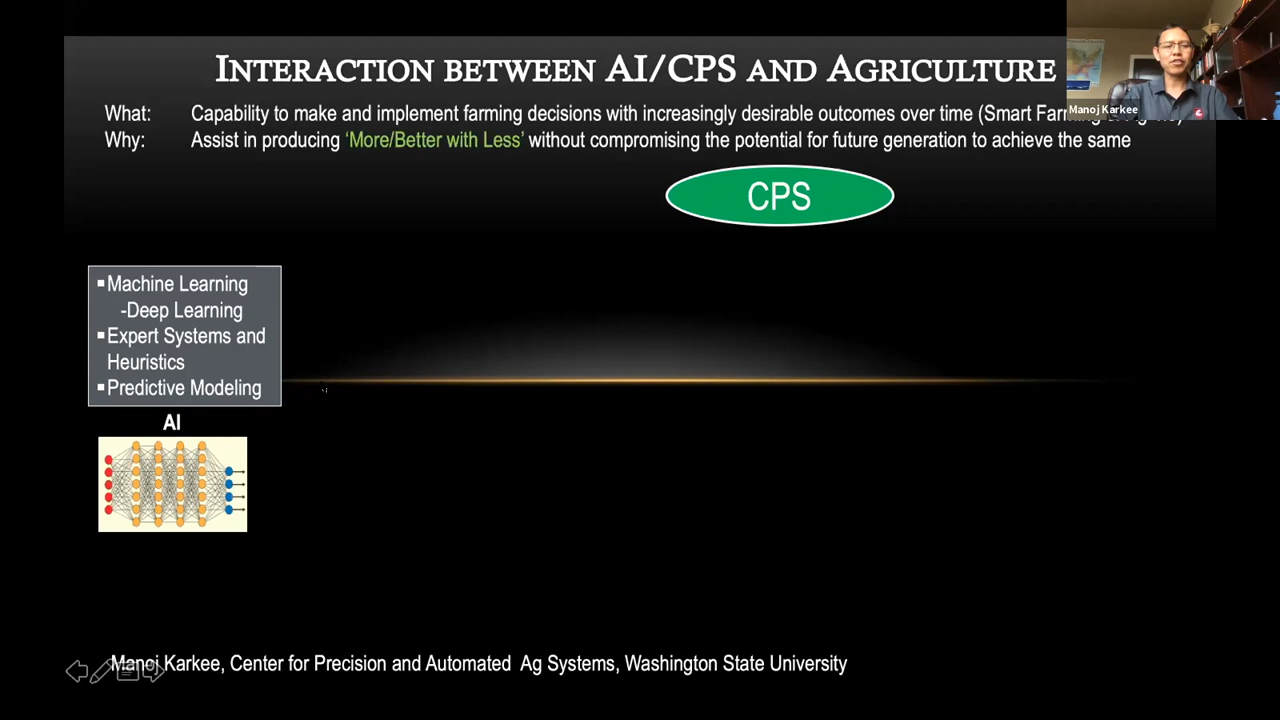 INTERACTION BETWEEN AI/CPS AND AGRICULTURE
What: Capability to make and implement farming decisions with increasingly desirable outcomes over time (Smart Farming
Manoj Karkee
Why: Assist in producing ‘More/Better with Less’ without compromising the potential for future generation to achieve the same
CPS
▪Machine Learning
-Deep Learning
▪Expert Systems and
Heuristics
▪Predictive Modeling
AI
Manoj Karkee, Center for Precision and Automated Ag Systems, Washington State University